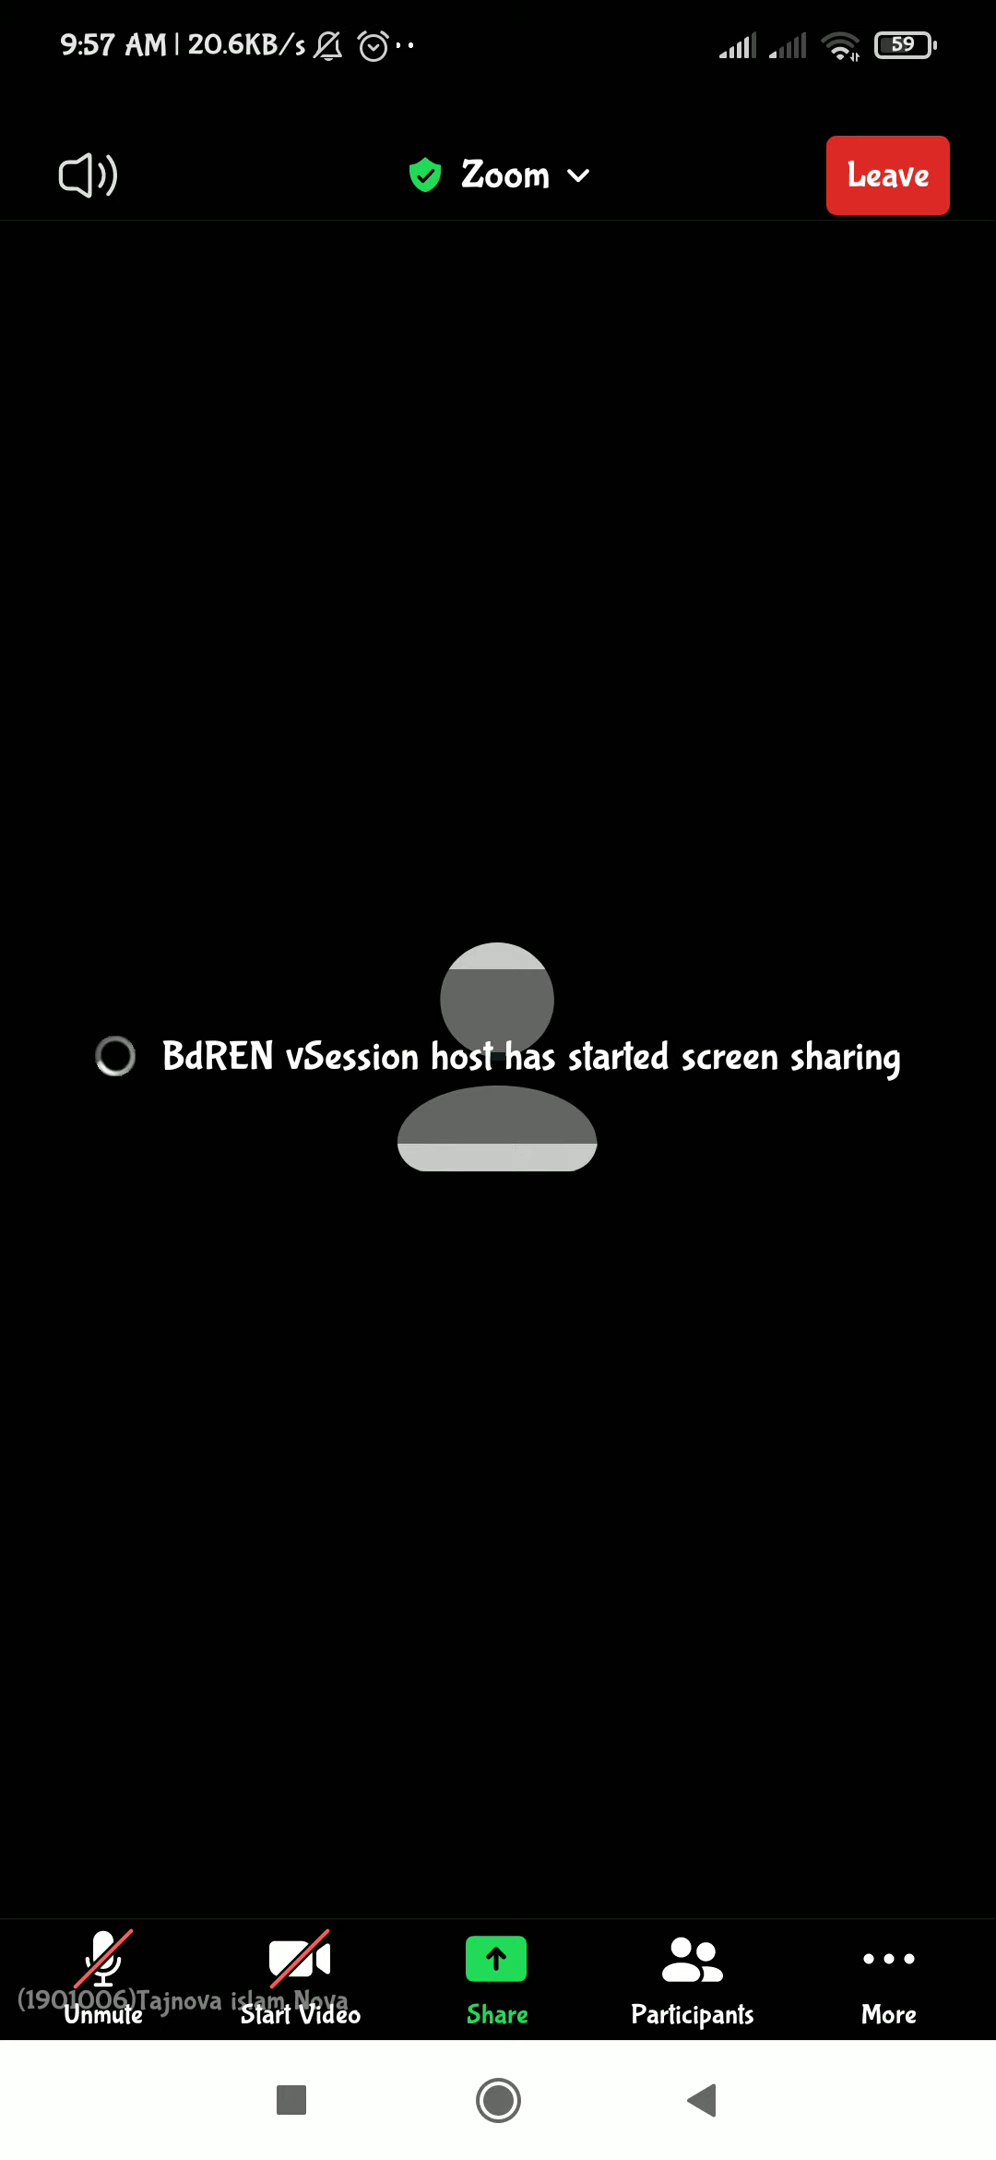 9:57 AM | 20.6KB/s
59
Zoom
Leave
BdREN vSession host has started screen sharing
(1901006)Tajnova islam Nova
Unmute
Start Video
Share
Participants
More